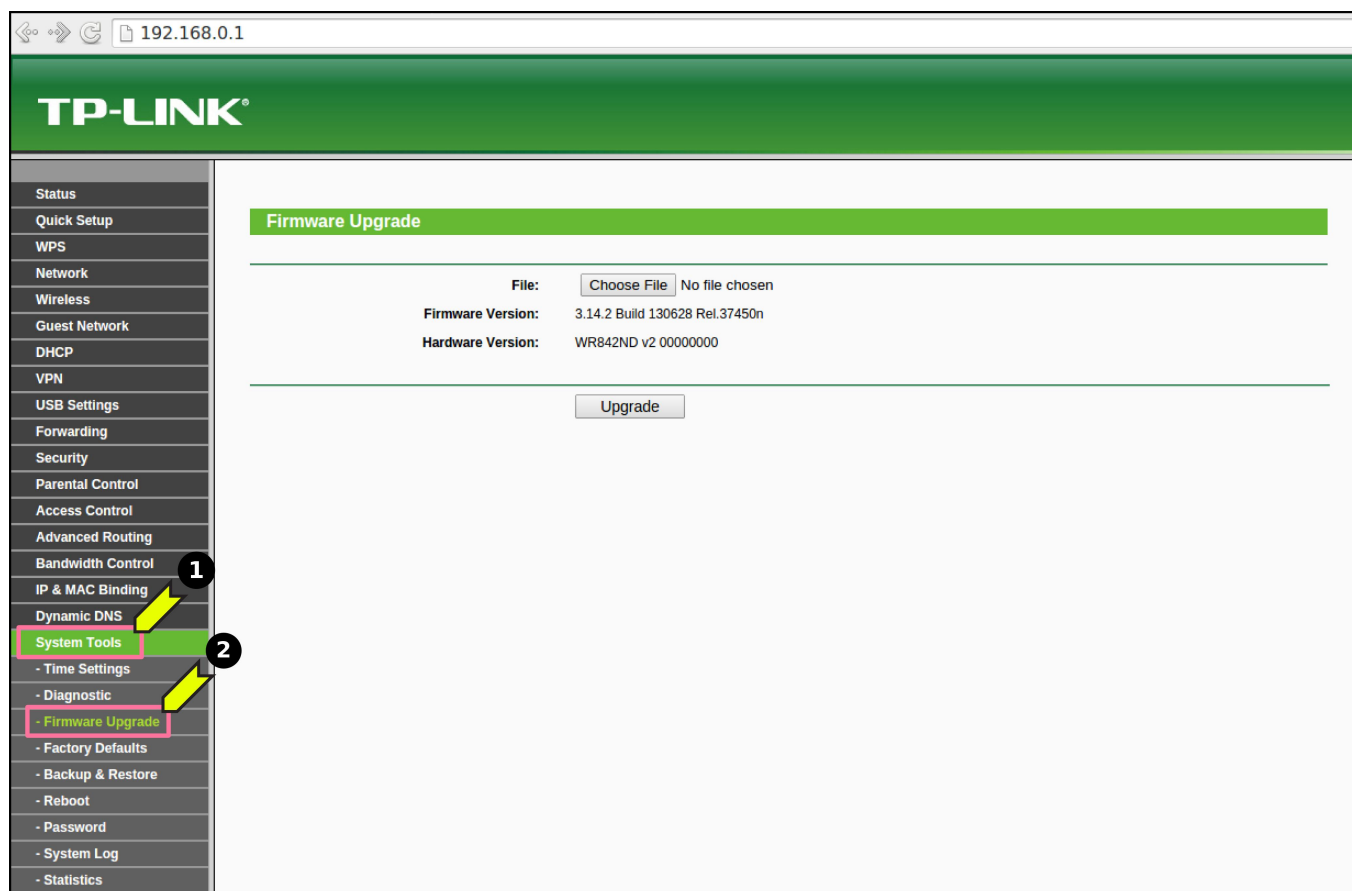 192.168.0.1
TP-LINK®
Status
Quick Setup
WPS
Network
Wireless
Guest Network
DHCP
VPN
USB Settings
Forwarding
Security
Parental Control
Access Control
Advanced Routing
Bandwidth Control
1
IP & MAC Binding
Dynamic DNS
System Tools
2
- Time Settings
- Diagnostic
- Firmware Upgrade
- Factory Defaults
- Backup & Restore
- Reboot
- Password
- System Log
- Statistics
Firmware Upgrade
File: Choose File No file chosen
Firmware Version: 3.14.2 Build 130628 Rel.37450n
Hardware Version: WR842ND v2 00000000
Upgrade